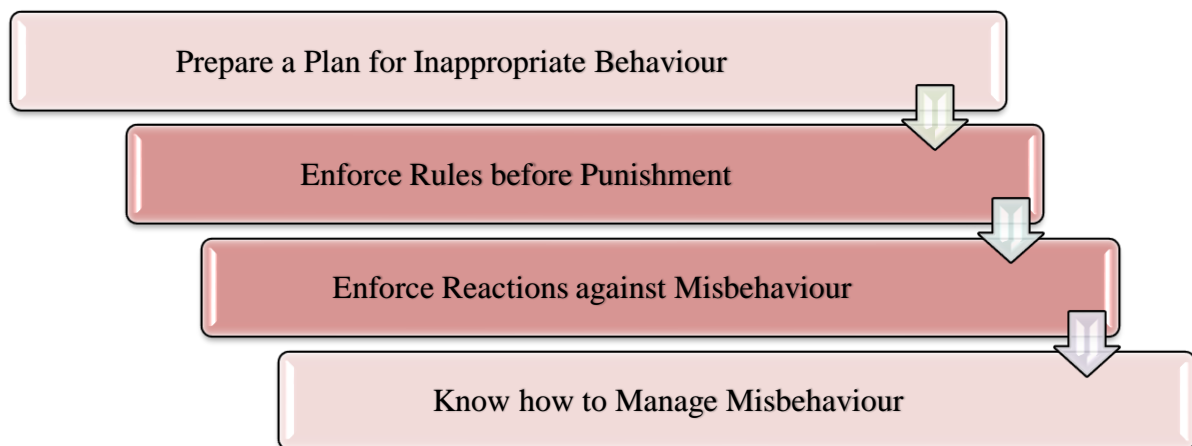 Prepare a Plan for Inappropriate Behaviour
Enforce Rules before Punishment
Enforce Reactions against Misbehaviour
Know how to Manage Misbehaviour